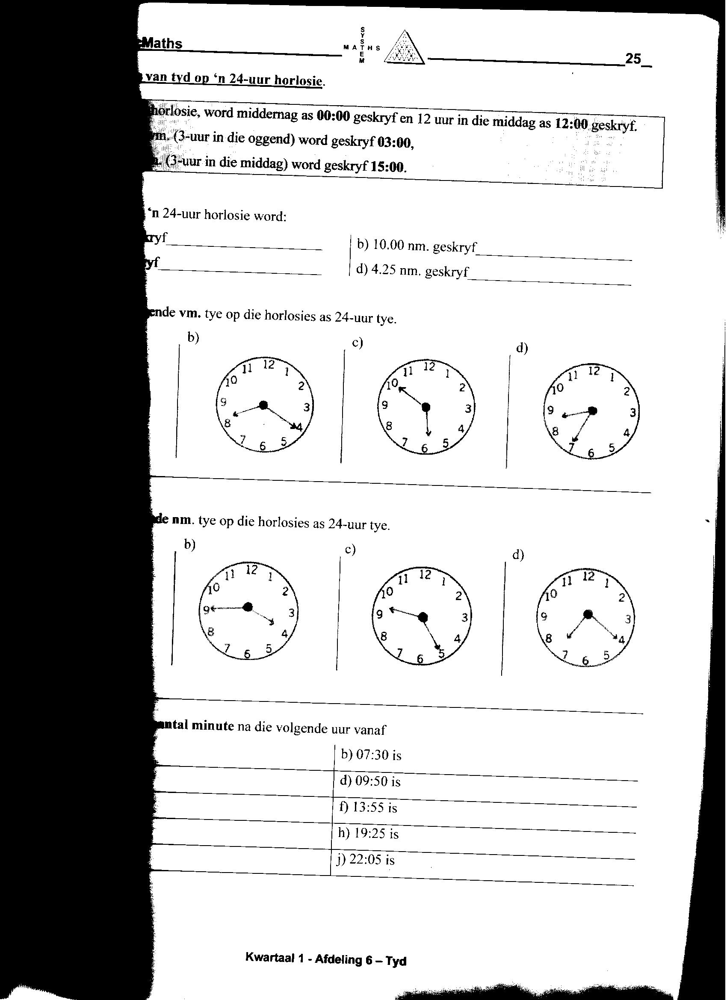 Maths
SYSTEM
MATHS
25
van tyd op ‘n 24-uur horlosie.
horlosie, word middernag as 00:00 geskryf en 12 uur in die middag as 12:00 geskryf.
vm. (3-uur in die oggend) word geskryf 03:00,
(3-uur in die middag) word geskryf 15:00.
‘n 24-uur horlosie word:
b) 10.00 nm. geskryf
d) 4.25 nm. geskryf
vm. tye op die horlosies as 24-uur tye.
b)
c)
d)
12 1 2 3 4 5 6 7 8 9 10 11
12 1 2 3 4 5 6 7 8 9 10 11
12 1 2 3 4 5 6 7 8 9 10 11
nm. tye op die horlosies as 24-uur tye.
b)
c)
d)
12 1 2 3 4 5 6 7 8 9 10 11
12 1 2 3 4 5 6 7 8 9 10 11
12 1 2 3 4 5 6 7 8 9 10 11
minute na die volgende uur vanaf
b) 07:30 is
d) 09:50 is
f) 13:55 is
h) 19:25 is
j) 22:05 is
Kwartaal 1 - Afdeling 6 – Tyd